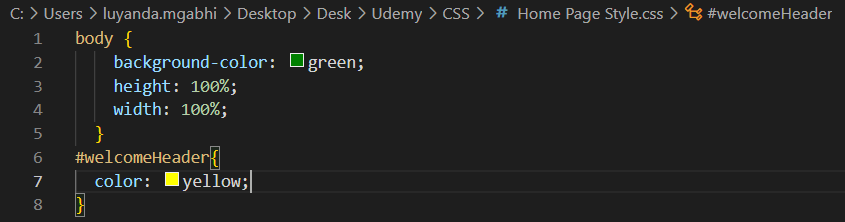 C: > Users > luyanda.mgabhi > Desktop > Desk > Udemy > CSS > # Home Page Style.css > #welcomeHeader
1 body {
2 background-color: green;
3 height: 100%;
4 width: 100%;
5 }
6 #welcomeHeader{
7 color: yellow;
8 }